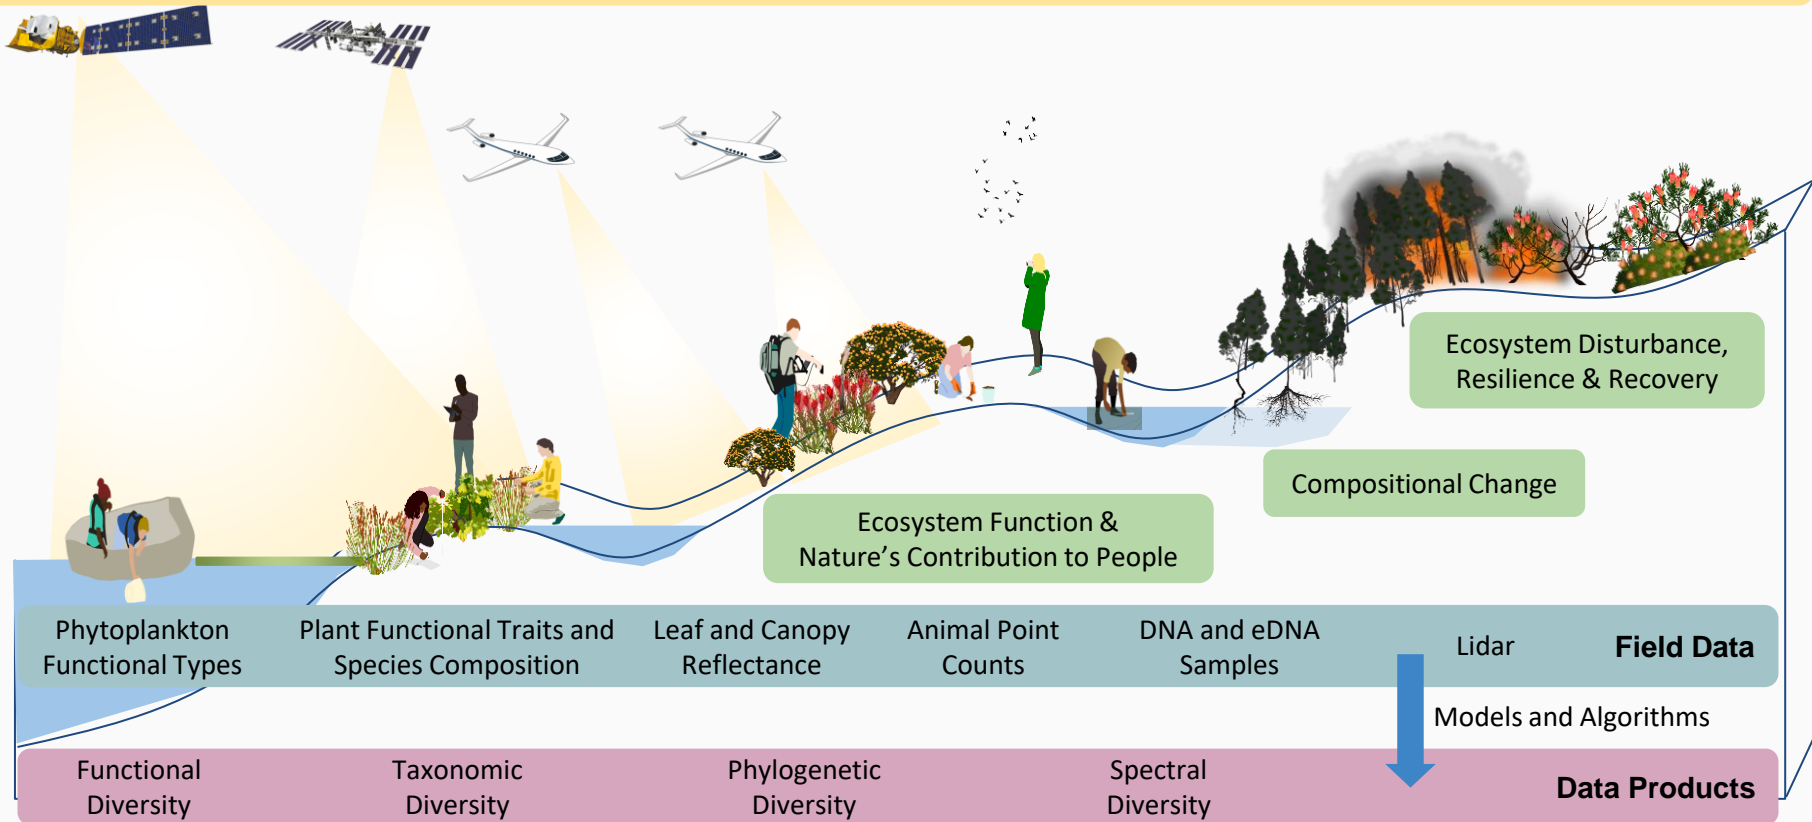 Ecosystem Disturbance,
Resilience & Recovery
Compositional Change
Ecosystem Function &
Nature’s Contribution to People
Phytoplankton
Functional Types
Plant Functional Traits and
Species Composition
Leaf and Canopy
Reflectance
Animal Point
Counts
DNA and eDNA
Samples
Lidar
Field Data
Models and Algorithms
Functional
Diversity
Taxonomic
Diversity
Phylogenetic
Diversity
Spectral
Diversity
Data Products